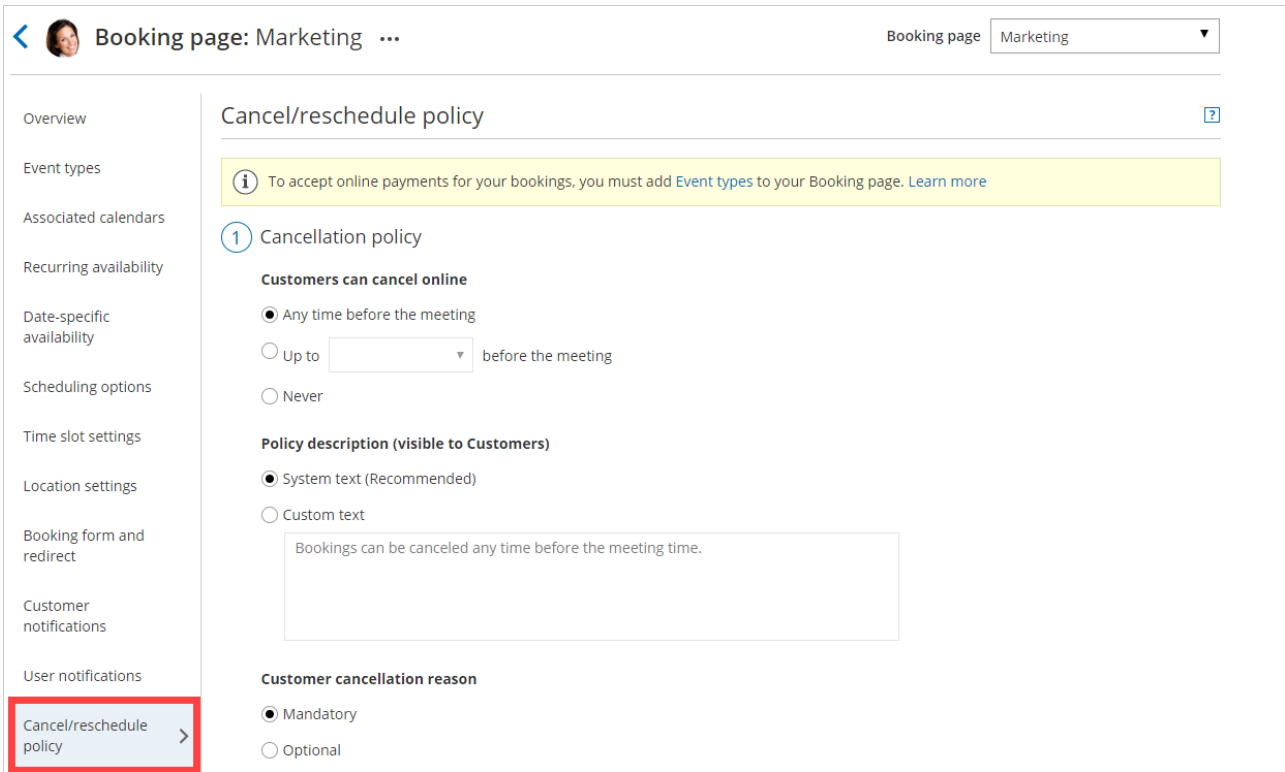 Booking page: Marketing ...
Booking page
Marketing
Overview
Event types
Associated calendars
Recurring availability
Date-specific
availability
Scheduling options
Time slot settings
Location settings
Booking form and
redirect
Customer
notifications
User notifications
Cancel/reschedule
policy
Cancel/reschedule policy
?
i To accept online payments for your bookings, you must add Event types to your Booking page. Learn more
1 Cancellation policy
Customers can cancel online
Any time before the meeting
Up to before the meeting
Never
Policy description (visible to Customers)
System text (Recommended)
Custom text
Bookings can be canceled any time before the meeting time.
Customer cancellation reason
Mandatory
Optional